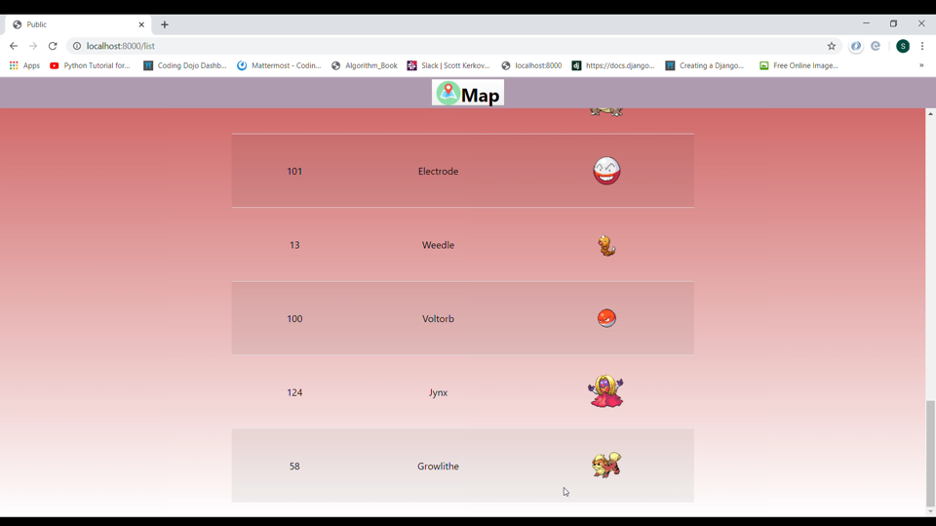 Public
localhost:8000/list
S
Apps
Python Tutorial for...
Coding Dojo Dashb...
Mattermost - Codin...
Algorithm_Book
Slack | Scott Kerkov...
localhost:8000
dj
https://docs.django...
Creating a Django...
Free Online Image...
»
Map
101 Electrode
13 Weedle
100 Voltorb
124 Jynx
58 Growlithe